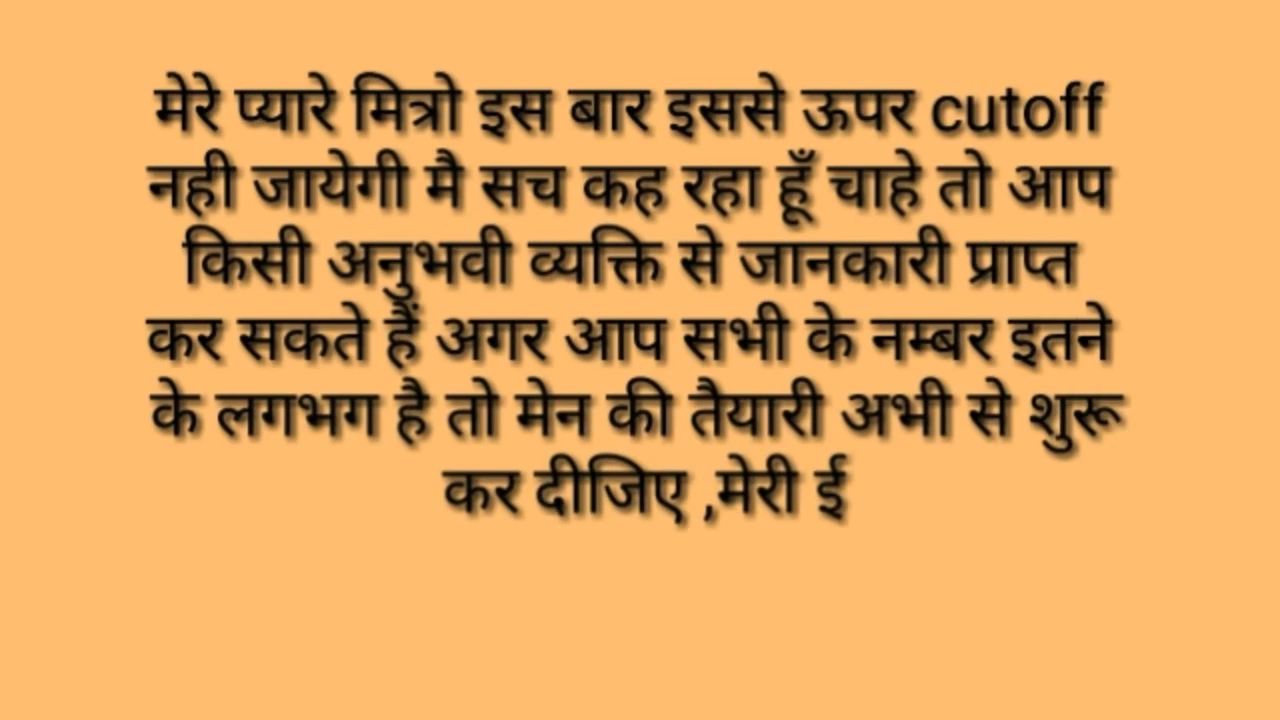 मेरे प्यारे मित्रो इस बार इससे ऊपर cutoff
नही जायेगी मै सच कह रहा हूँ चाहे तो आप
किसी अनुभवी व्यक्ति से जानकारी प्राप्त
कर सकते हैं अगर आप सभी के नम्बर इतने
के लगभग है तो मेन की तैयारी अभी से शुरू
कर दीजिए ,मेरी ई